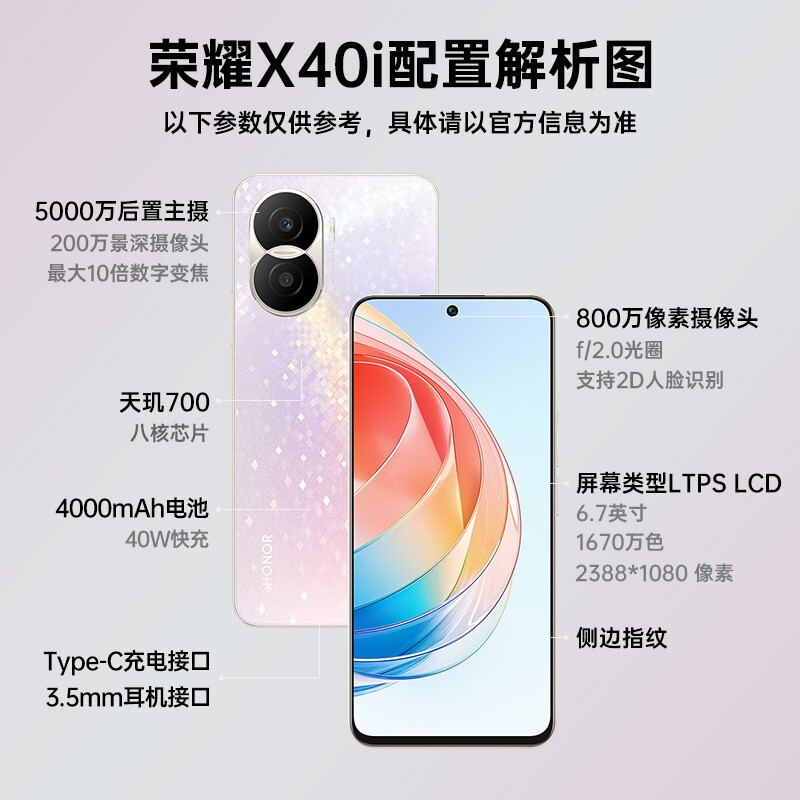 荣耀X40i配置解析图
以下参数仅供参考，具体请以官方信息为准
5000万后置主摄
200万景深摄像头
最大10倍数字变焦
天玑700
八核芯片
4000mAh电池
40W快充
Type-C充电接口
3.5mm耳机接口
HONOR
800万像素摄像头
f/2.0光圈
支持2D人脸识别
屏幕类型LTPS LCD
6.7英寸
1670万色
2388*1080 像素
侧边指纹